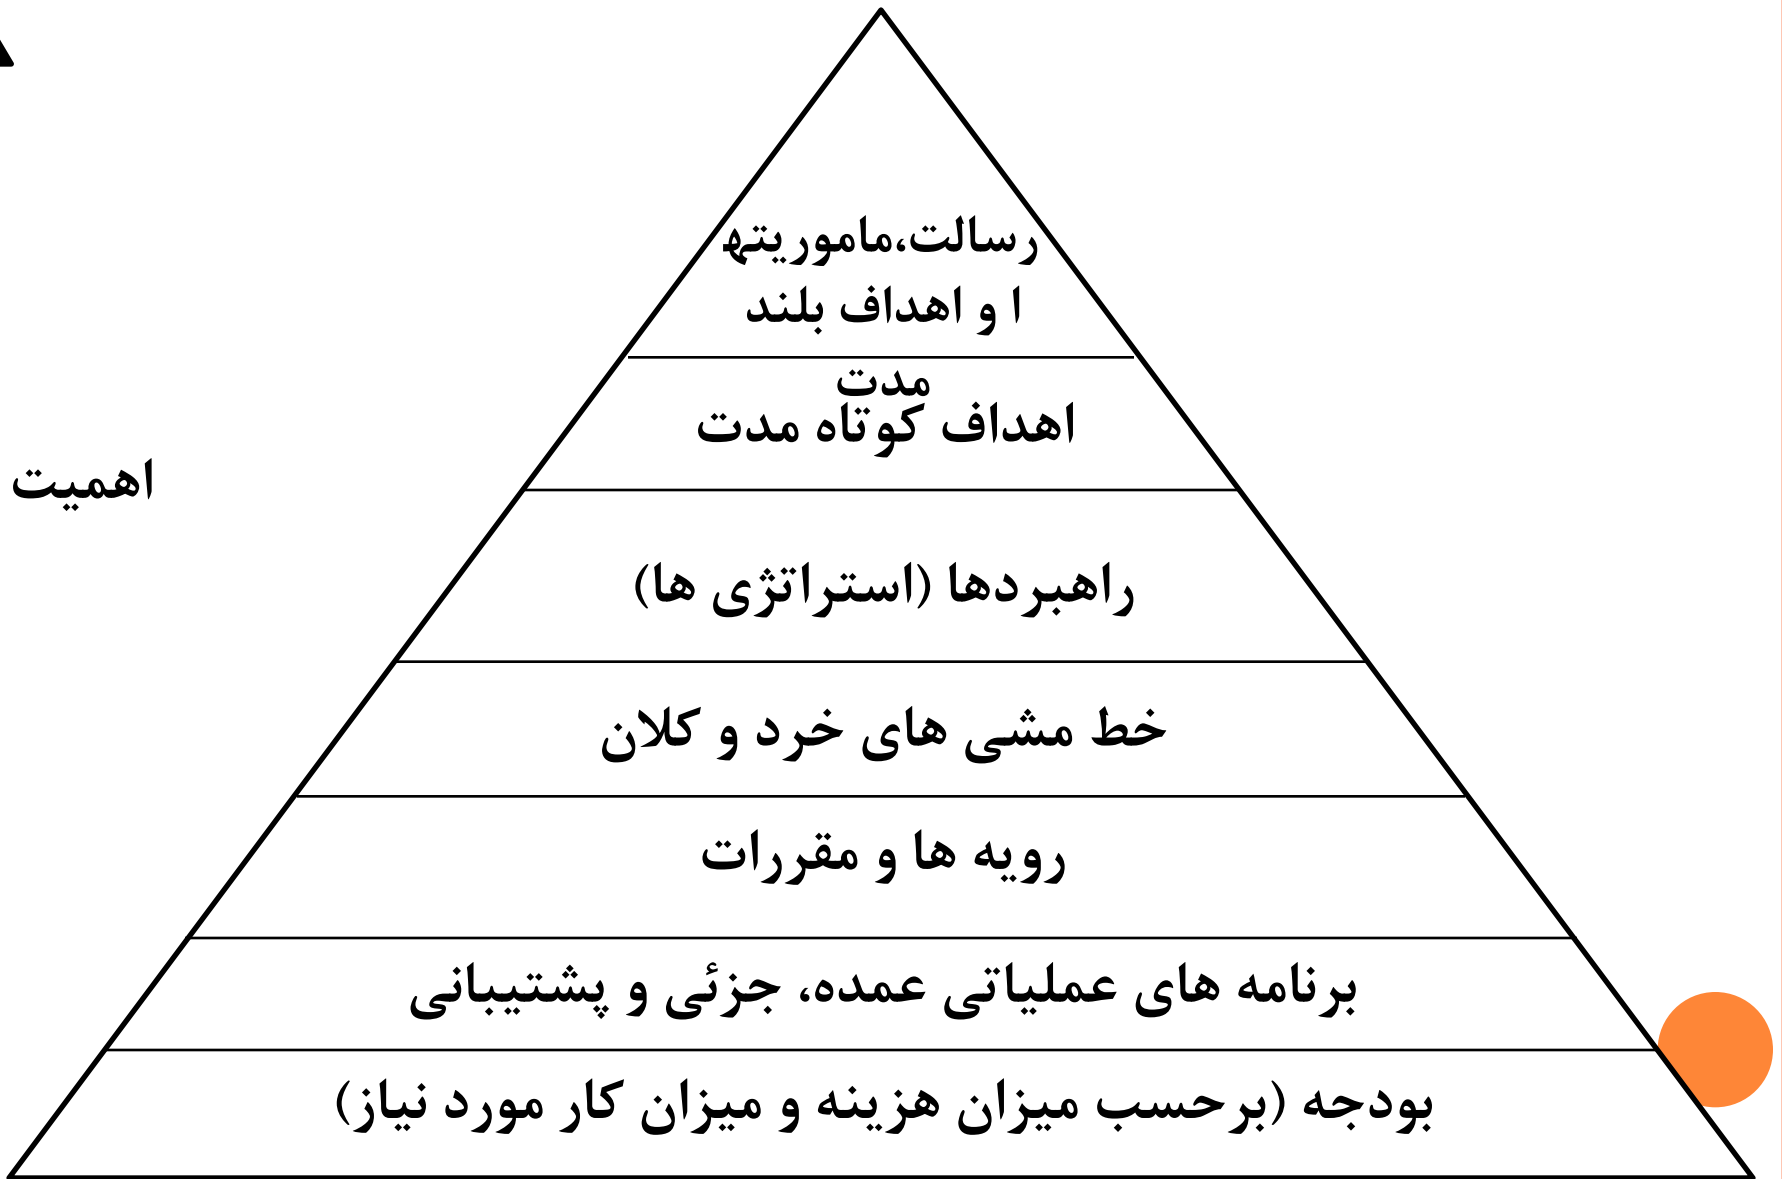 رسالت،ماموریتھ
ا و اهداف بلند
مدت
اهداف کوتاه مدت
اهمیت
راهبردها (استراتژی ها)
خط مشی های خرد و کلان
رویه ها و مقررات
برنامه های عملیاتی عمده، جزئی و پشتیبانی
بودجه (برحسب میزان هزینه و میزان کار مورد نیاز)